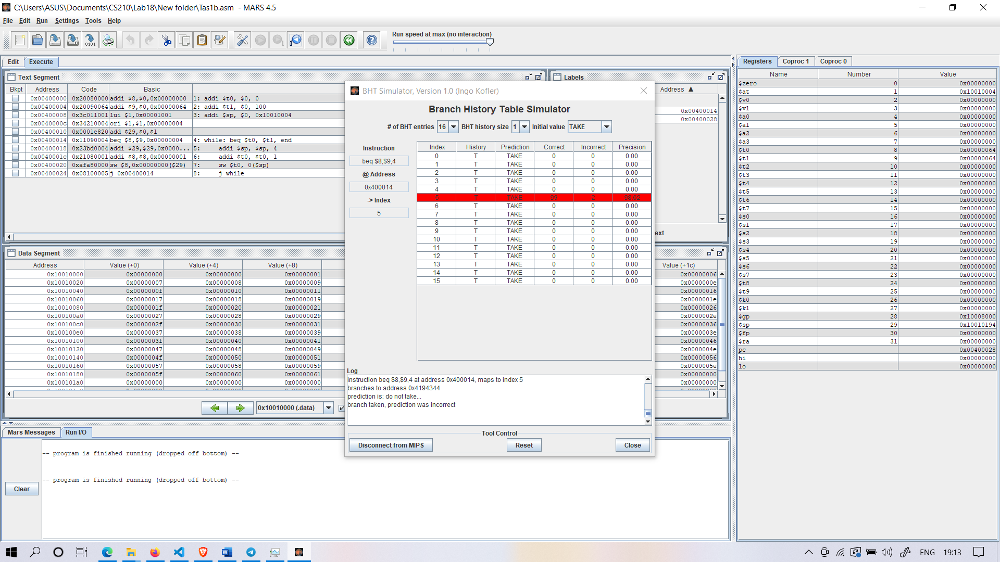 C:\Users\ASUS\Documents\CS210\Lab18\New folder\Tas1b.asm - MARS 4.5
File Edit Run Settings Tools Help
Run speed at max (no interaction)
Edit Execute
Text Segment
Bkpt Address Code Basic
0x00400000 0x20080000 addi $8,$0,0x00000000 1: addi $t0, $0, 0
0x00400004 0x20090064 addi $9,$0,0x00000064 2: addi $t1, $0, 100
0x00400008 0x3c011001 lui $1,0x00001001 3: addi $sp, $0, 0x10010004
0x0040000c 0x34210004 ori $1,$1,0x00000004
0x00400010 0x0001e820 add $29,$0,$1
0x00400014 0x11090004 beq $8,$9,0x00000004 4: while: beq $t0, $t1, end
0x00400018 0x23bd0004 addi $29,$29,0x0000... 5: addi $sp, $sp, 4
0x0040001c 0x21080001 addi $8,$8,0x00000001 6: addi $t0, $t0, 1
0x00400020 0xafa80000 sw $8,0x00000000($29) 7: sw $t0, 0($sp)
0x00400024 0x08100005 j 0x00400014 8: j while
Labels
Address ▲
0x00400014
0x00400028
ext
BHT Simulator, Version 1.0 (Ingo Kofler)
Branch History Table Simulator
# of BHT entries 16 BHT history size 1 Initial value TAKE
Instruction
beq $8,$9,4
@ Address
0x400014
-> Index
5
Index History Prediction Correct Incorrect Precision
0 T TAKE 0 0 0.00
1 T TAKE 0 0 0.00
2 T TAKE 0 0 0.00
3 T TAKE 0 0 0.00
4 T TAKE 0 0 0.00
5 T TAKE 99 2 98.02
6 T TAKE 0 0 0.00
7 T TAKE 0 0 0.00
8 T TAKE 0 0 0.00
9 T TAKE 0 0 0.00
10 T TAKE 0 0 0.00
11 T TAKE 0 0 0.00
12 T TAKE 0 0 0.00
13 T TAKE 0 0 0.00
14 T TAKE 0 0 0.00
15 T TAKE 0 0 0.00
Log
instruction beq $8,$9,4 at address 0x400014, maps to index 5
branches to address 0x4194344
prediction is: do not take...
branch taken, prediction was incorrect
Tool Control
Disconnect from MIPS Reset Close
Data Segment
Address Value (+0) Value (+4) Value (+8) Value (+1c)
0x10010000 0x00000000 0x00000000 0x00000001 0x00000006
0x10010020 0x00000007 0x00000008 0x00000009 0x0000000e
0x10010040 0x0000000f 0x00000010 0x00000011 0x00000016
0x10010060 0x00000017 0x00000018 0x00000019 0x0000001e
0x10010080 0x0000001f 0x00000020 0x00000021 0x00000026
0x100100a0 0x00000027 0x00000028 0x00000029 0x0000002e
0x100100c0 0x0000002f 0x00000030 0x00000031 0x00000036
0x100100e0 0x00000037 0x00000038 0x00000039 0x0000003e
0x10010100 0x0000003f 0x00000040 0x00000041 0x00000046
0x10010120 0x00000047 0x00000048 0x00000049 0x0000004e
0x10010140 0x0000004f 0x00000050 0x00000051 0x00000056
0x10010160 0x00000057 0x00000058 0x00000059 0x0000005e
0x10010180 0x0000005f 0x00000060 0x00000061 0x00000000
0x100101a0 0x00000000 0x00000000 0x00000000 0x00000000
0x10010000 (.data)
Mars Messages Run I/O
-- program is finished running (dropped off bottom) --
-- program is finished running (dropped off bottom) --
Clear
Registers Coproc 1 Coproc 0
Name Number Value
$zero 0 0x00000000
$at 1 0x10010004
$v0 2 0x00000000
$v1 3 0x00000000
$a0 4 0x00000000
$a1 5 0x00000000
$a2 6 0x00000000
$a3 7 0x00000000
$t0 8 0x00000064
$t1 9 0x00000064
$t2 10 0x00000000
$t3 11 0x00000000
$t4 12 0x00000000
$t5 13 0x00000000
$t6 14 0x00000000
$t7 15 0x00000000
$s0 16 0x00000000
$s1 17 0x00000000
$s2 18 0x00000000
$s3 19 0x00000000
$s4 20 0x00000000
$s5 21 0x00000000
$s6 22 0x00000000
$s7 23 0x00000000
$t8 24 0x00000000
$t9 25 0x00000000
$k0 26 0x00000000
$k1 27 0x00000000
$gp 28 0x10008000
$sp 29 0x10010194
$fp 30 0x00000000
$ra 31 0x00000000
pc 0x00400028
hi 0x00000000
lo 0x00000000
ENG 19:13